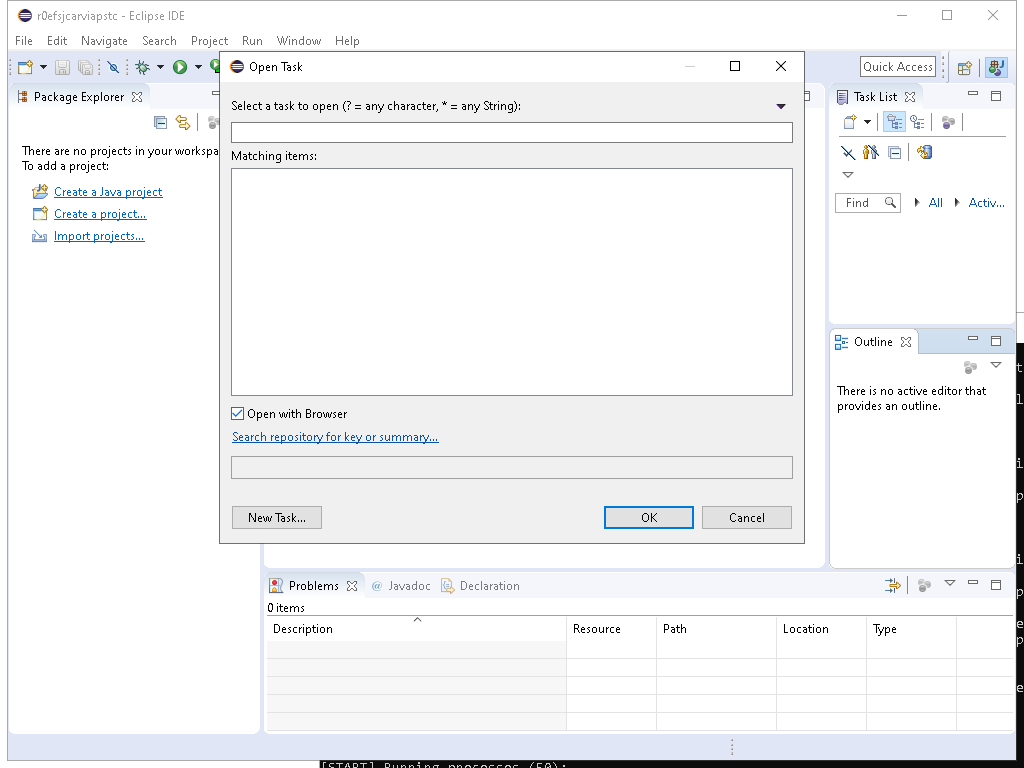 r0efsjcarviapstc - Eclipse IDE
File Edit Navigate Search Project Run Window Help
Quick Access
Open Task
Select a task to open (? = any character, * = any String):
Matching items:
Open with Browser
Search repository for key or summary...
New Task...
OK
Cancel
Package Explorer
There are no projects in your workspa
To add a project:
Create a Java project
Create a project...
Import projects...
Task List
Find
All
Activ...
Outline
There is no active editor that
provides an outline.
Problems
@ Javadoc
Declaration
0 items
Description Resource Path Location Type